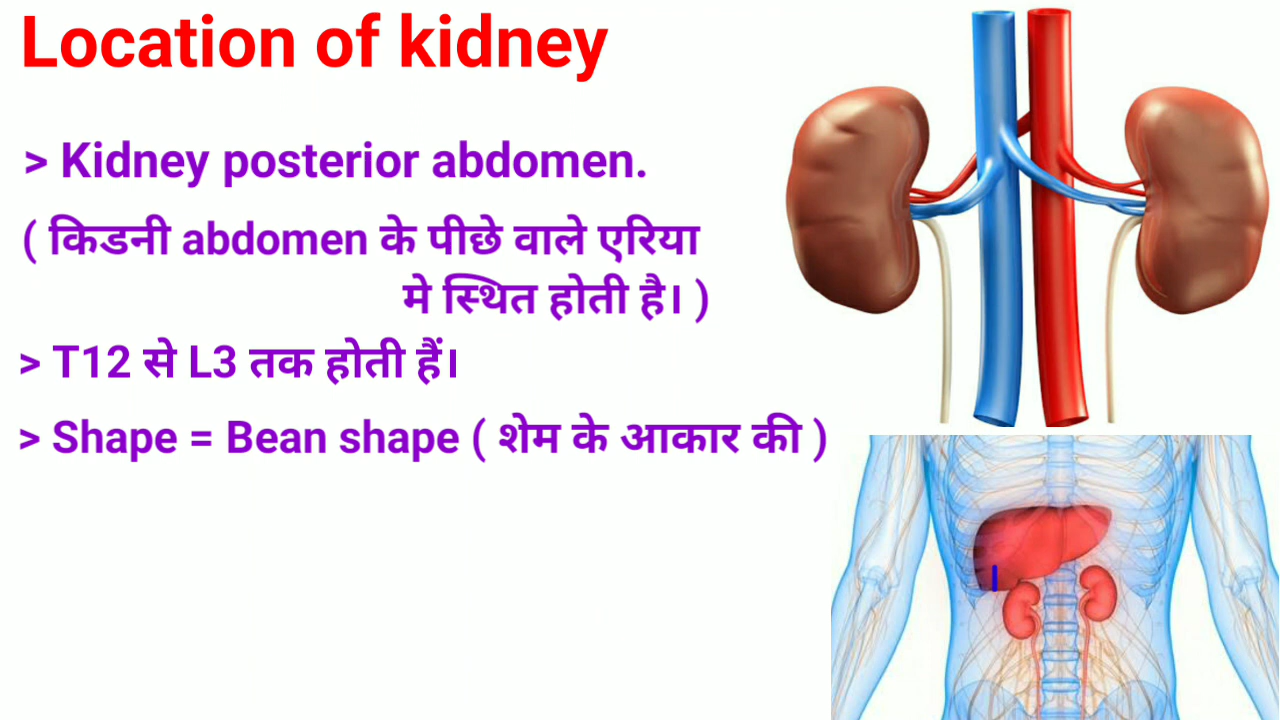 Location of kidney
> Kidney posterior abdomen.
( किडनी abdomen के पीछे वाले एरिया
मे स्थित होती है। )
> T12 से L3 तक होती हैं।
> Shape = Bean shape ( शेम के आकार की )